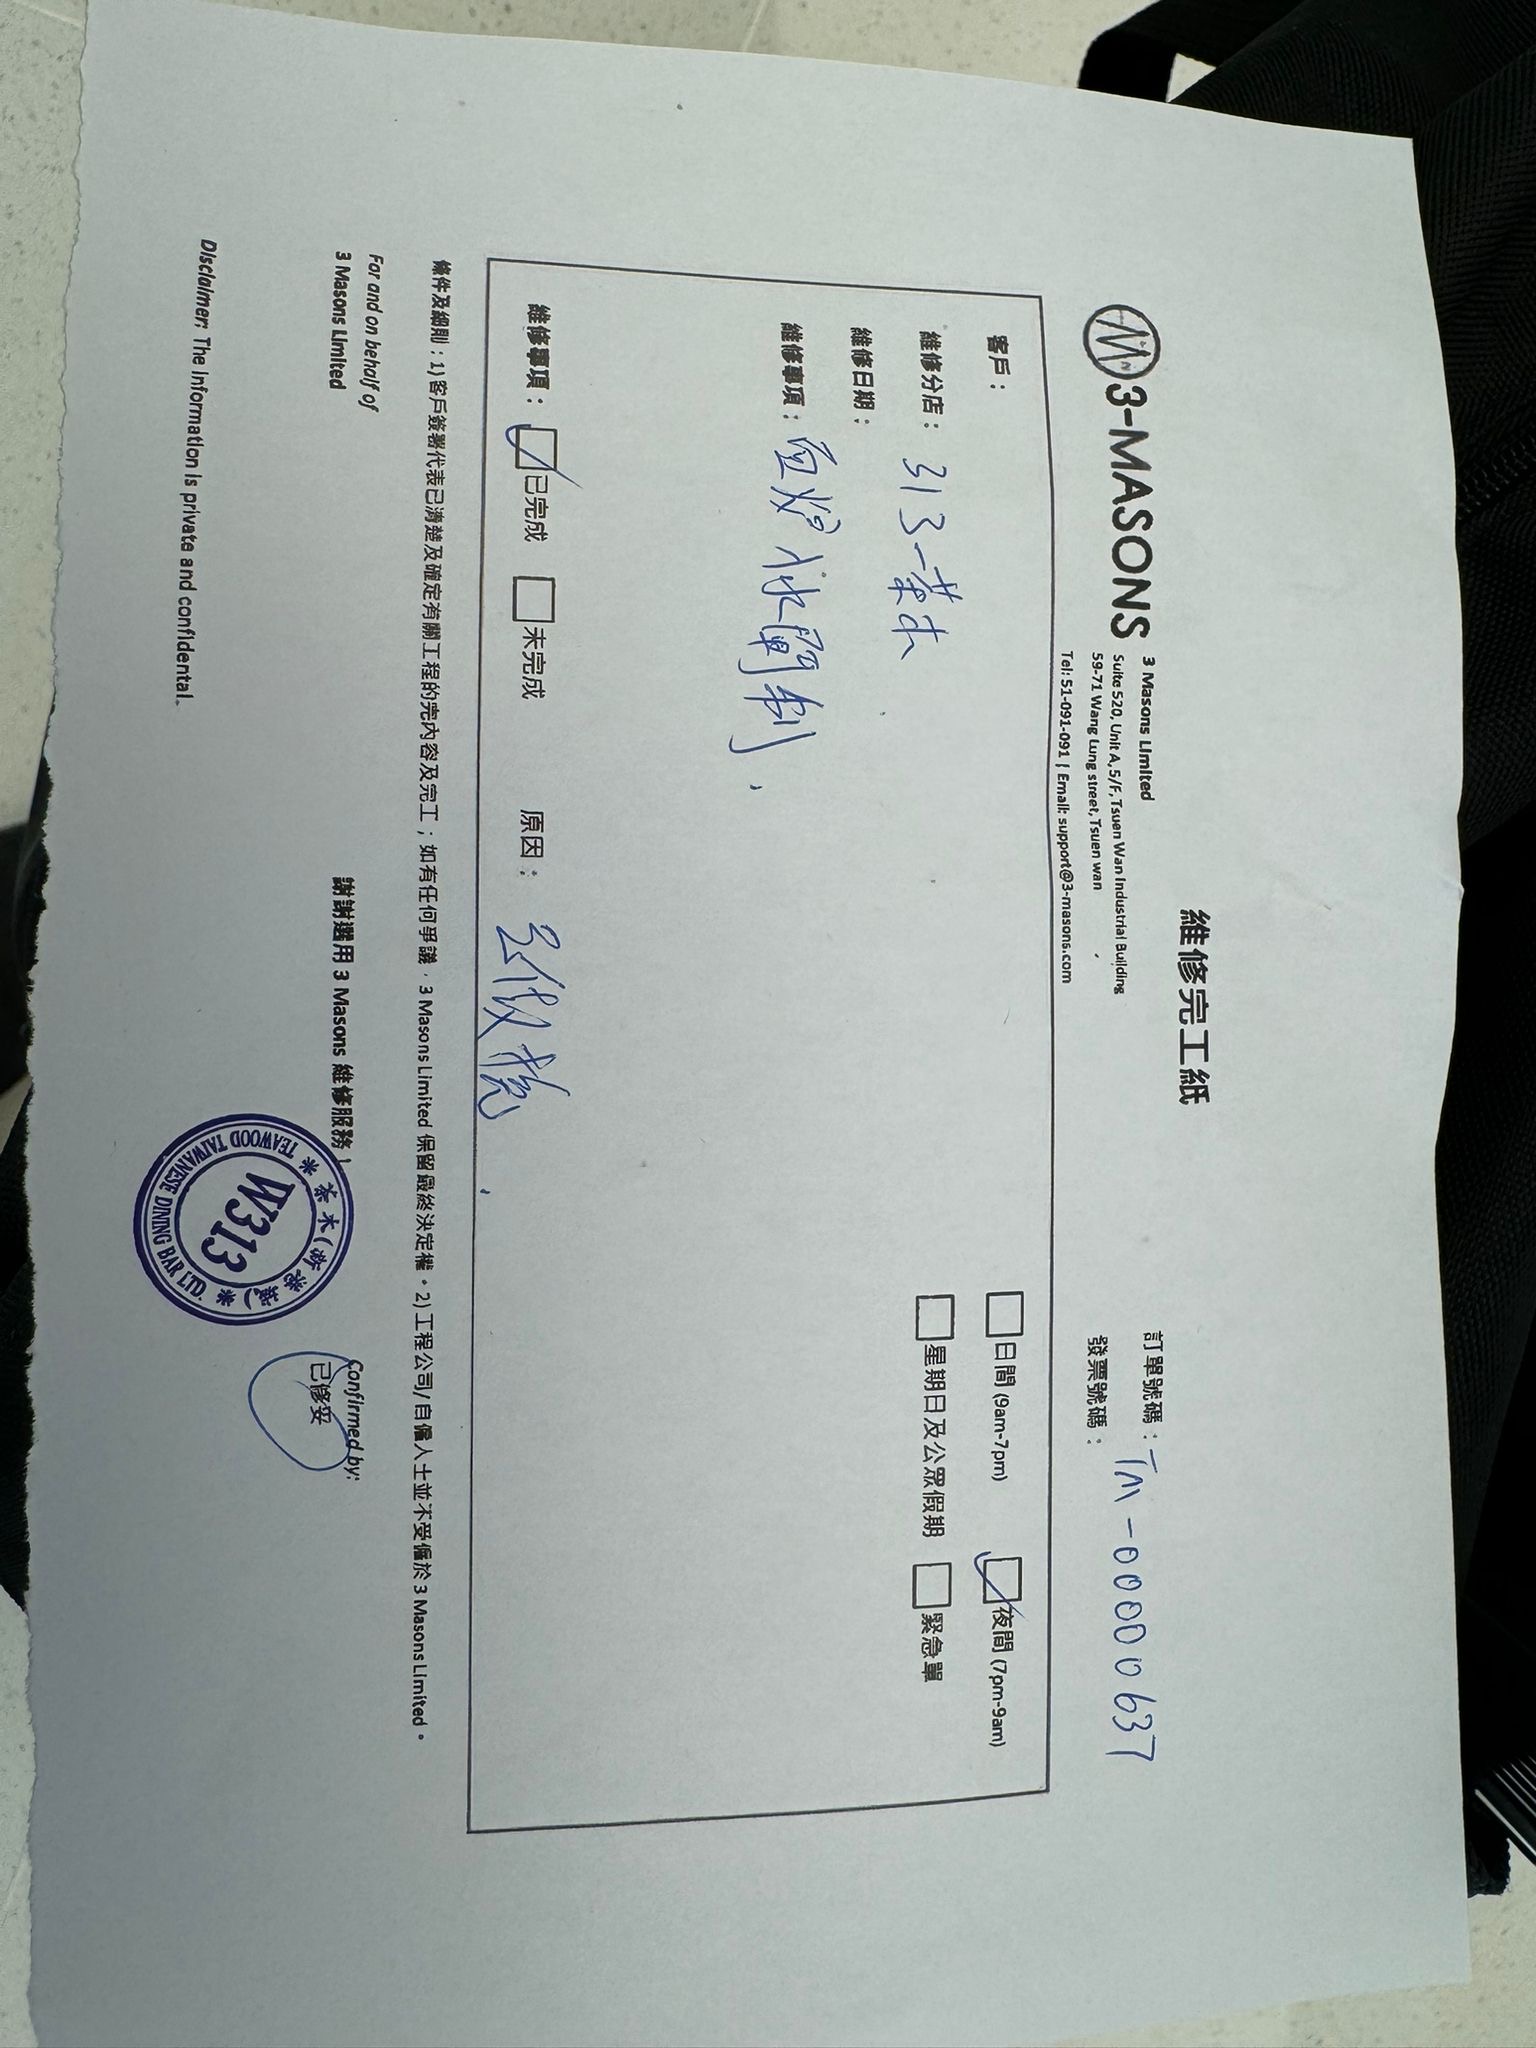 維修完工紙
3-MASONS
3 Masons Limited
Suite 520, Unit A, 5/F, Tsuen Wan Industrial Building
59-71 Wang Lung street, Tsuen wan
Tel: 51-091-091 | Email: support@3-masons.com
訂單號碼：TM-00000637
發票號碼：
客戶：
日間 (9am-7pm)
夜間 (7pm-9am)
維修分店：313-茶木
星期日及公眾假期
緊急單
維修日期：
維修事項：
維修事項：
已完成
未完成
原因：
條件及細則：1) 客戶簽署代表已清楚及確定有關工程的完內容及完工；如有任何爭議，3 Masons Limited 保留最終決定權。2) 工程公司/自僱人士並不受僱於 3 Masons Limited。
For and on behalf of
3 Masons Limited
謝謝選用 3 Masons 維修服務！
Confirmed by:
已修妥
茶木(新港城)
W313
TEAWOOD TAIWANESE DINING BAR LTD.
Disclaimer: The information is private and confidental.